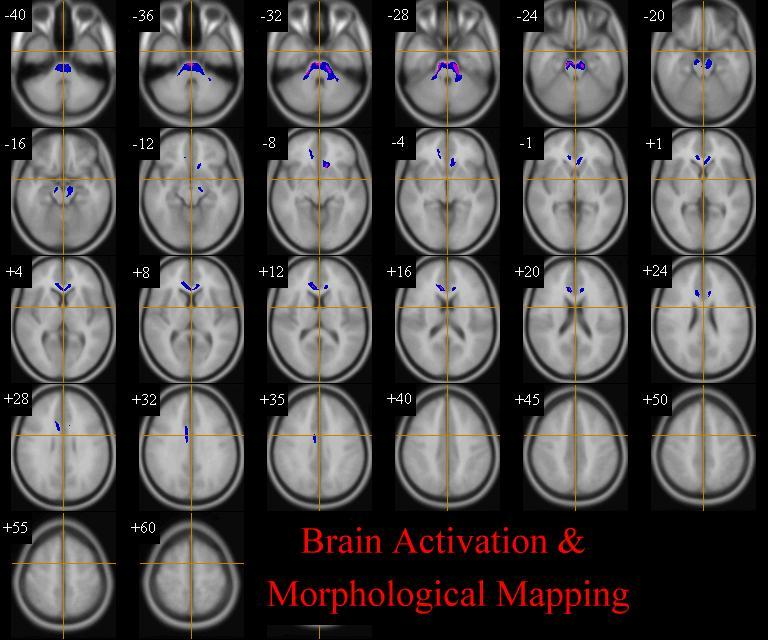 -40 -36 -32 -28 -24 -20
-16 -12 -8 -4 -1 +1
+4 +8 +12 +16 +20 +24
+28 +32 +35 +40 +45 +50
+55 +60
Brain Activation &
Morphological Mapping